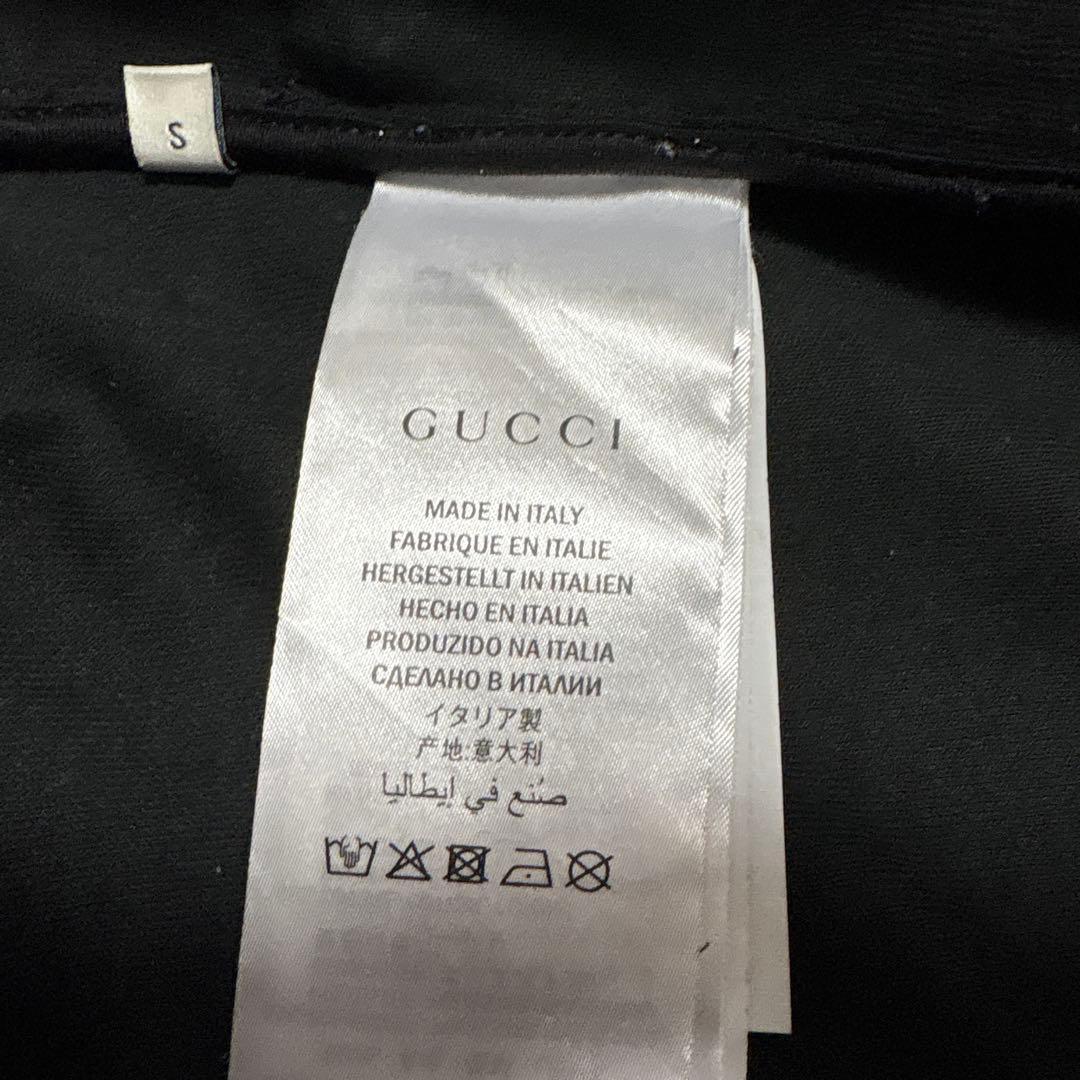 S
GUCCI
MADE IN ITALY
FABRIQUE EN ITALIE
HERGESTELLT IN ITALIEN
HECHO EN ITALIA
PRODUZIDO NA ITALIA
СДЕЛАНО В ИТАЛИИ
イタリア製
产地:意大利
صُنع في إيطاليا